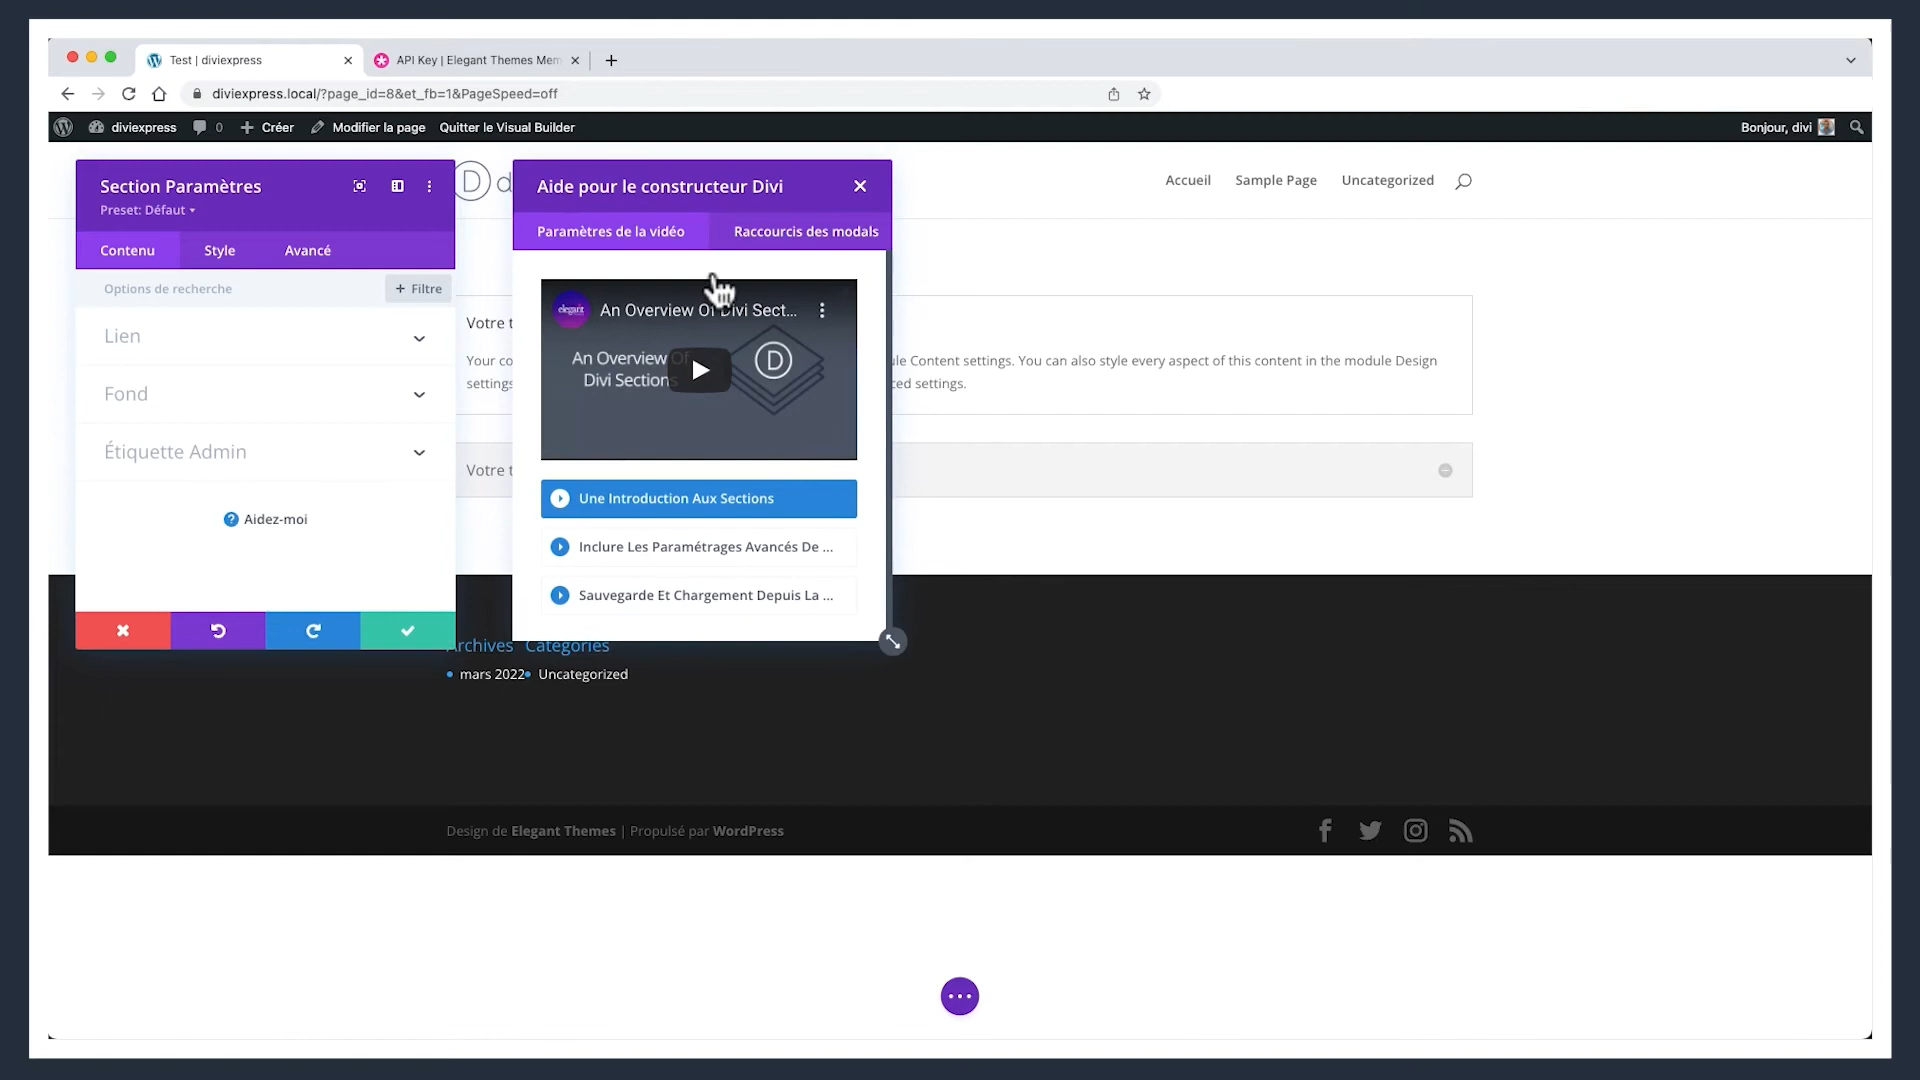 Test | diviexpress
API Key | Elegant Themes Mem
diviexpress.local/?page_id=8&et_fb=1&PageSpeed=off
diviexpress
0
Créer
Modifier la page
Quitter le Visual Builder
Bonjour, divi
Section Paramètres
Preset: Défaut
Contenu
Style
Avancé
Options de recherche
+ Filtre
Lien
Fond
Étiquette Admin
Aidez-moi
D d
Aide pour le constructeur Divi
Paramètres de la vidéo
Raccourcis des modals
elegant
An Overview Of Divi Sect...
An Overview Of
Divi Sections
D
Une Introduction Aux Sections
Inclure Les Paramétrages Avancés De ...
Sauvegarde Et Chargement Depuis La ...
Accueil
Sample Page
Uncategorized
Votre t
Your co
le Content settings. You can also style every aspect of this content in the module Design
settings
ced settings.
Votre t
Archives
Categories
mars 2022
Uncategorized
Design de Elegant Themes | Propulsé par WordPress